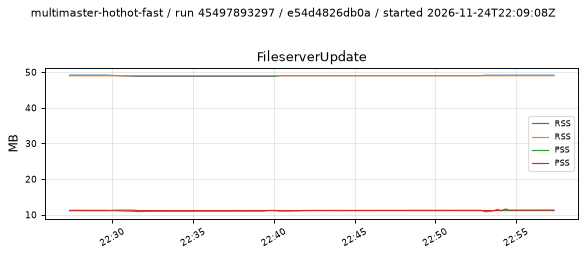 multimaster-hothot-fast / run 45497893297 / e54d4826db0a / started 2026-11-24T22:09:08Z
FileserverUpdate
MB
50
40
30
20
10
RSS
RSS
PSS
PSS
22:30
22:35
22:40
22:45
22:50
22:55